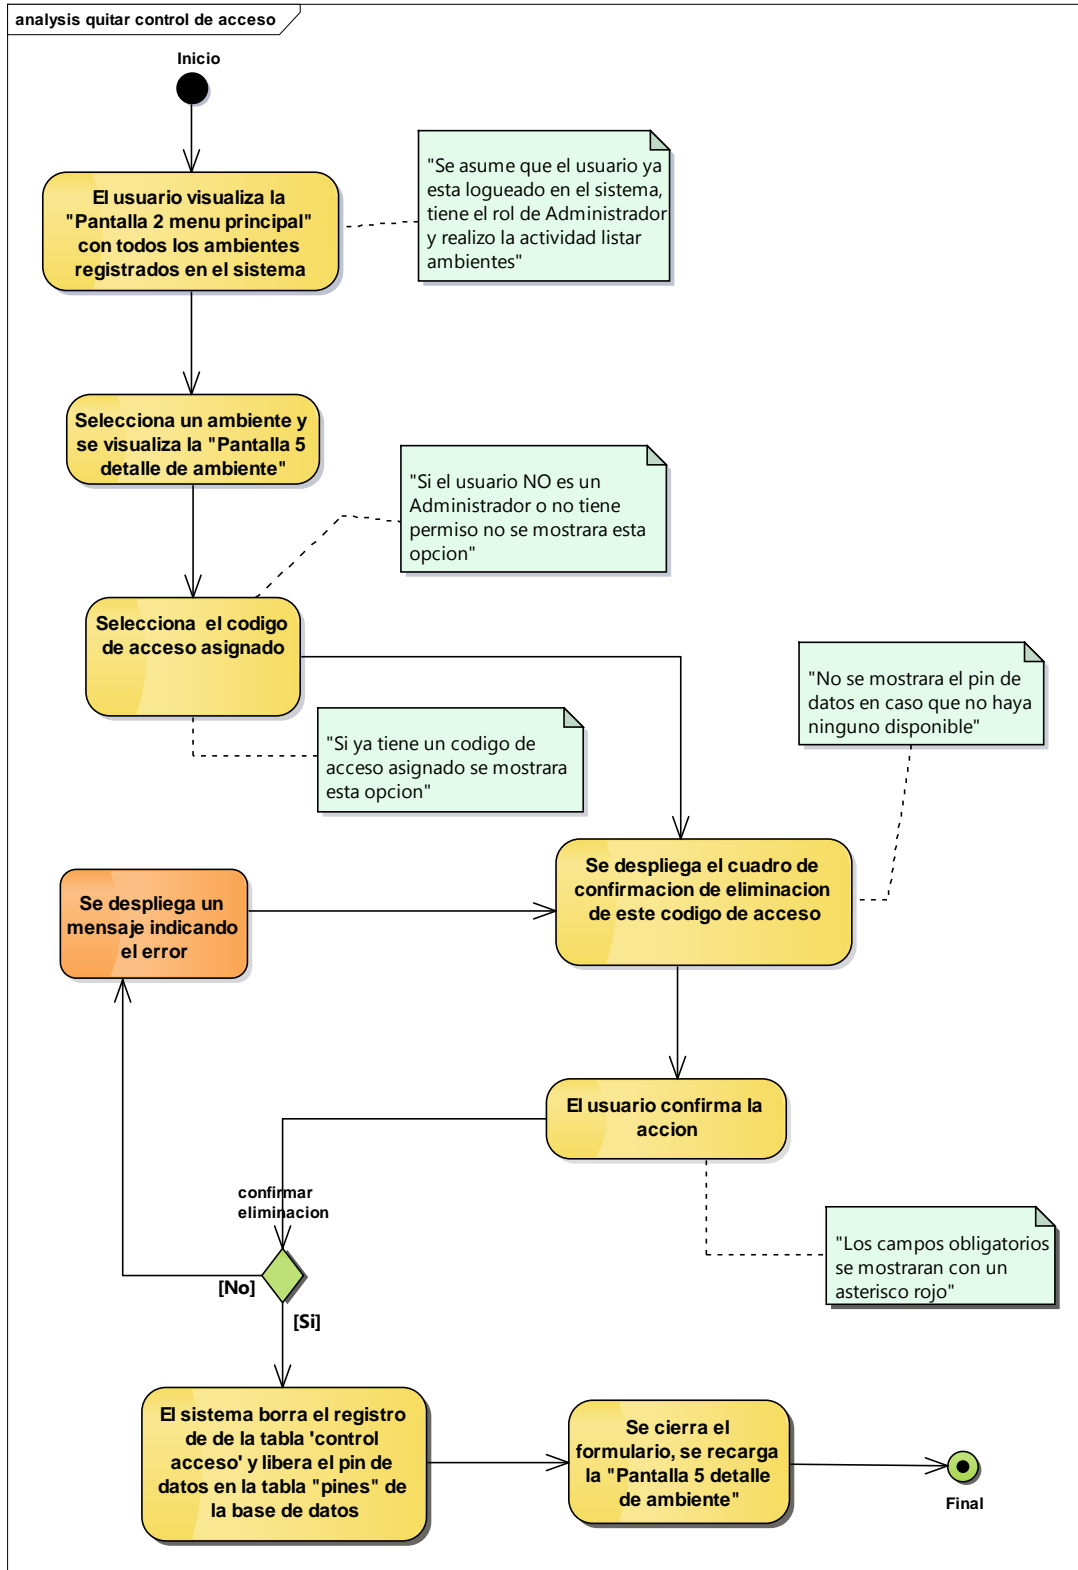 analysis quitar control de acceso
Inicio
El usuario visualiza la
"Pantalla 2 menu principal"
con todos los ambientes
registrados en el sistema
"Se asume que el usuario ya
esta logueado en el sistema,
tiene el rol de Administrador
y realizo la actividad listar
ambientes"
Selecciona un ambiente y
se visualiza la "Pantalla 5
detalle de ambiente"
"Si el usuario NO es un
Administrador o no tiene
permiso no se mostrara esta
opcion"
Selecciona  el codigo
de acceso asignado
"Si ya tiene un codigo de
acceso asignado se mostrara
esta opcion"
"No se mostrara el pin de
datos en caso que no haya
ninguno disponible"
Se despliega el cuadro de
confirmacion de eliminacion
de este codigo de acceso
Se despliega un
mensaje indicando
el error
El usuario confirma la
accion
confirmar
eliminacion
"Los campos obligatorios
se mostraran con un
asterisco rojo"
[No]
[Si]
El sistema borra el registro
de de la tabla 'control
acceso' y libera el pin de
datos en la tabla "pines" de
la base de datos
Se cierra el
formulario, se recarga
la "Pantalla 5 detalle
de ambiente"
Final